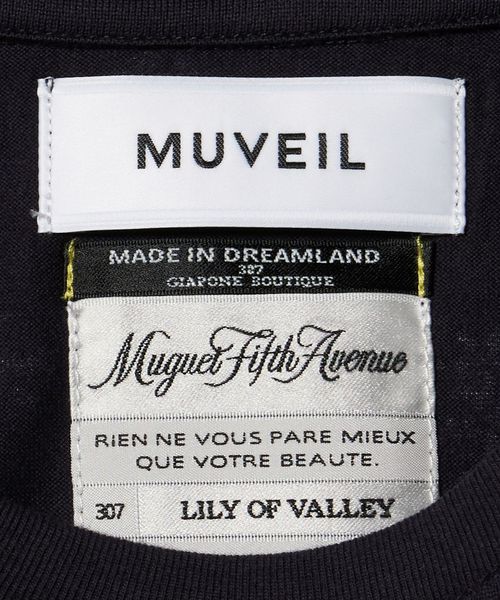 MUVEIL
MADE IN DREAMLAND
307
GIAPONE BOUTIQUE
Muguet Fifth Avenue
RIEN NE VOUS PARE MIEUX
QUE VOTRE BEAUTE.
307 LILY OF VALLEY